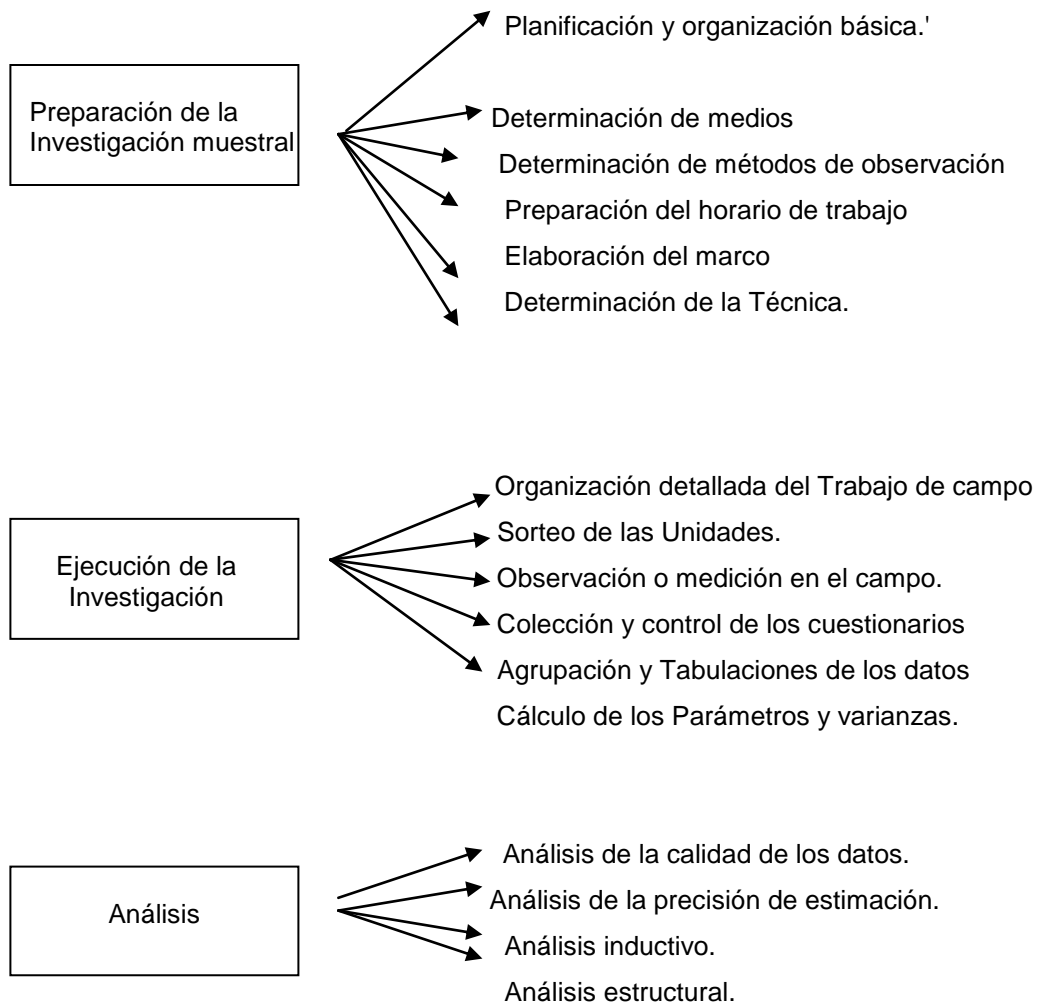 Planificación y organización básica.'
Preparación de la
Investigación muestral
Determinación de medios
Determinación de métodos de observación
Preparación del horario de trabajo
Elaboración del marco
Determinación de la Técnica.
Organización detallada del Trabajo de campo
Sorteo de las Unidades.
Ejecución de la
Investigación
Observación o medición en el campo.
Colección y control de los cuestionarios
Agrupación y Tabulaciones de los datos
Cálculo de los Parámetros y varianzas.
Análisis de la calidad de los datos.
Análisis de la precisión de estimación.
Análisis
Análisis inductivo.
Análisis estructural.